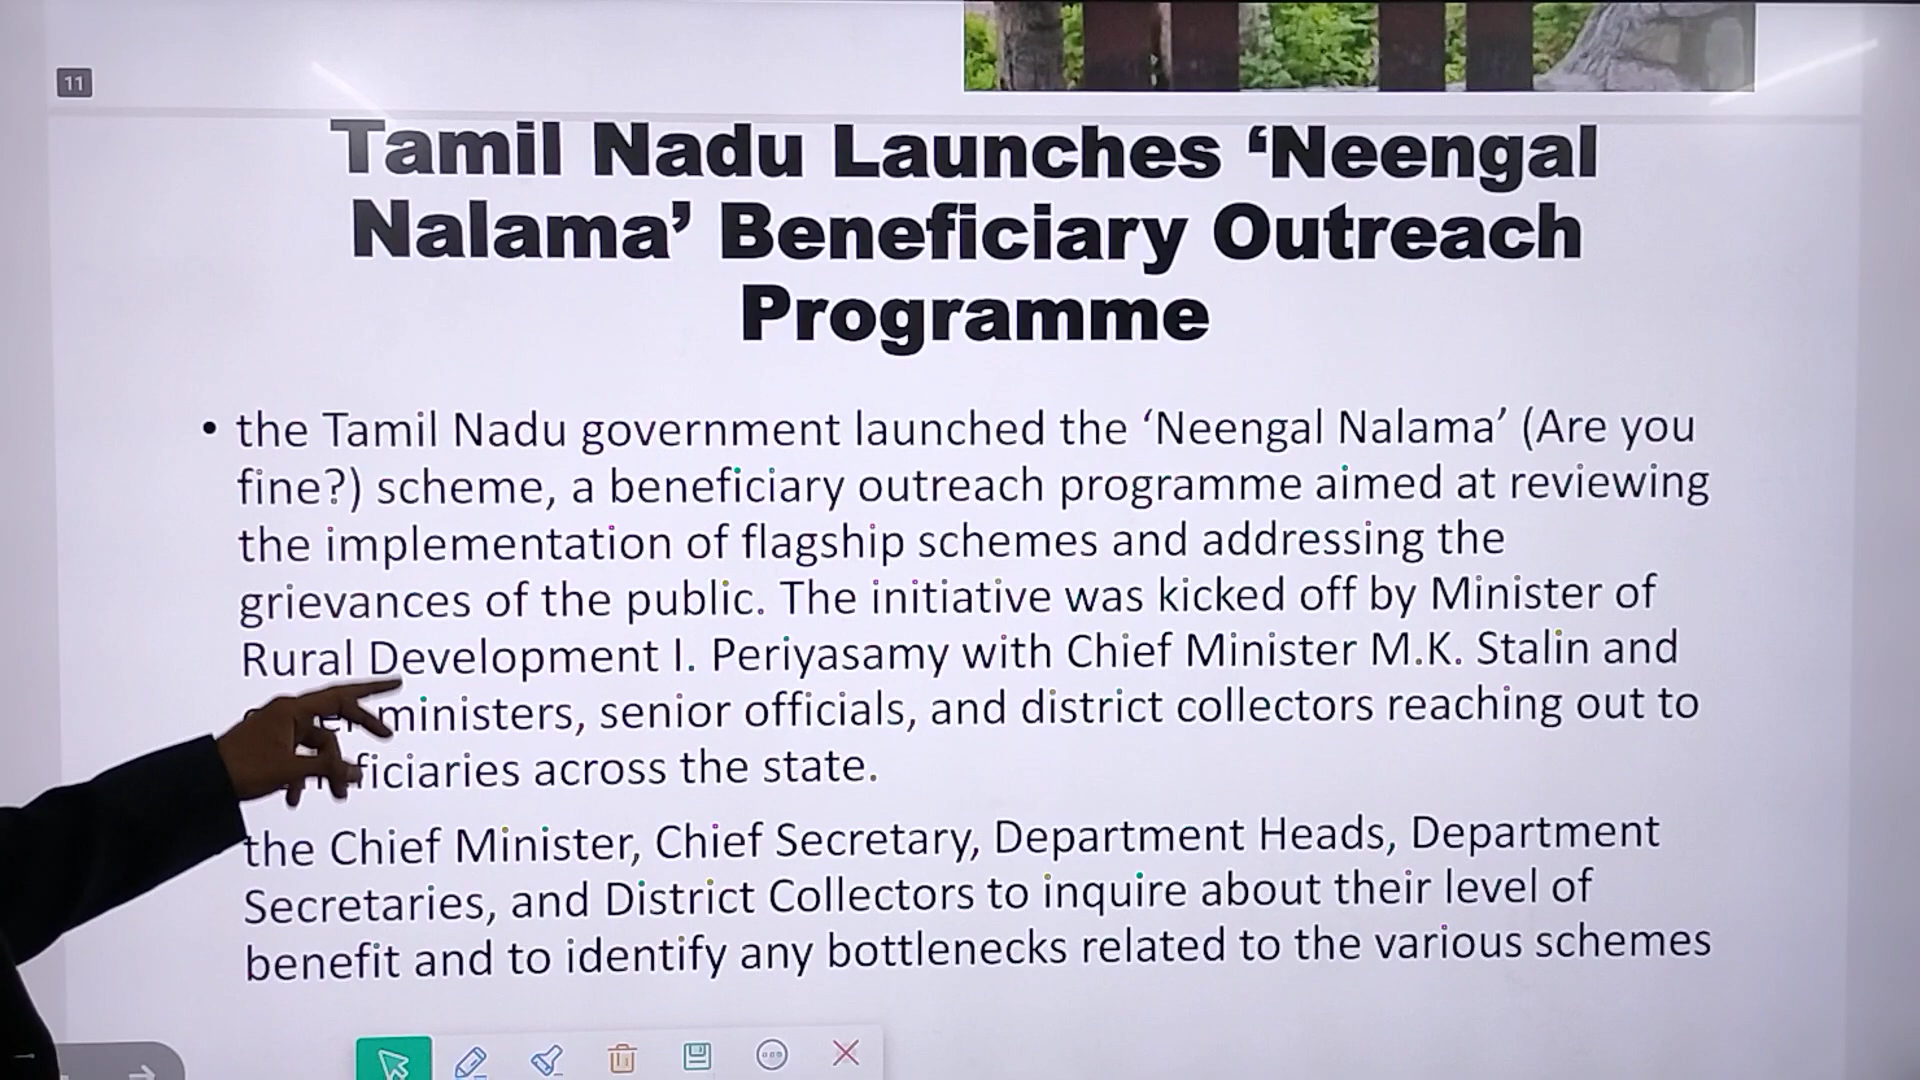 11
Tamil Nadu Launches ‘Neengal
Nalama’ Beneficiary Outreach
Programme
• the Tamil Nadu government launched the ‘Neengal Nalama’ (Are you
fine?) scheme, a beneficiary outreach programme aimed at reviewing
the implementation of flagship schemes and addressing the
grievances of the public. The initiative was kicked off by Minister of
Rural Development I. Periyasamy with Chief Minister M.K. Stalin and
ministers, senior officials, and district collectors reaching out to
across the state.
the Chief Minister, Chief Secretary, Department Heads, Department
Secretaries, and District Collectors to inquire about their level of
benefit and to identify any bottlenecks related to the various schemes